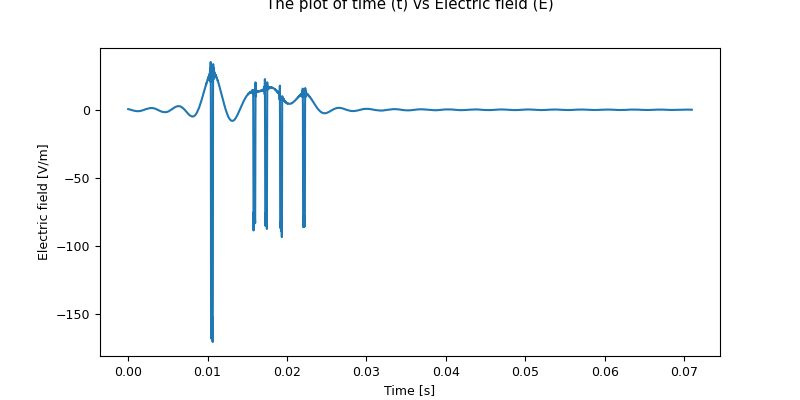 The plot of time (t) vs Electric field (E)
0
−50
−100
−150
Electric field [V/m]
0.00 0.01 0.02 0.03 0.04 0.05 0.06 0.07
Time [s]